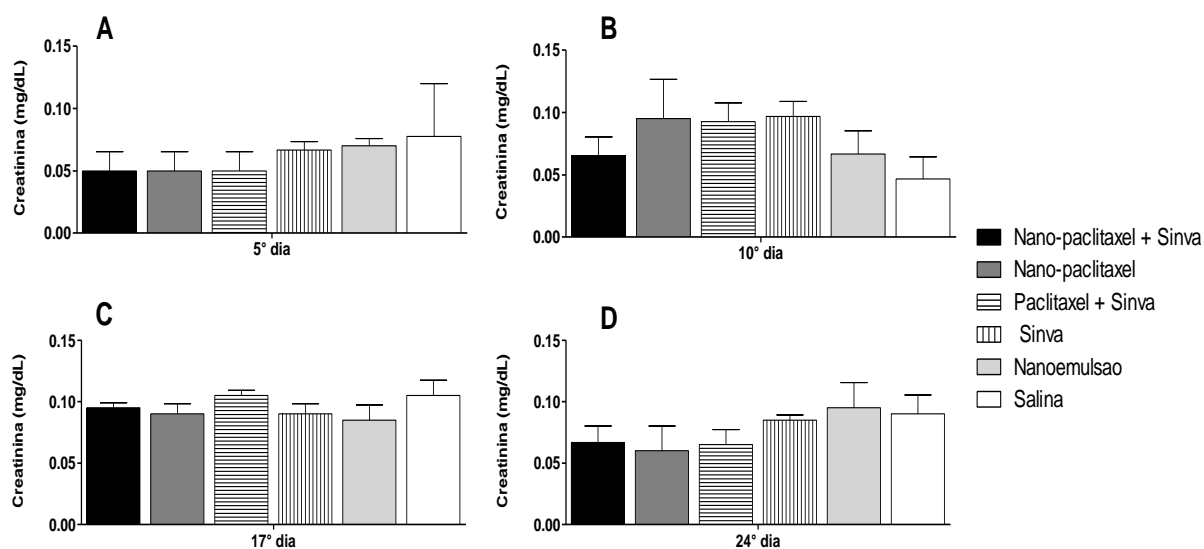 A
Creatinina (mg/dL)
0.15
0.10
0.05
0.00
5° dia
B
Creatinina (mg/dL)
0.15
0.10
0.05
0.00
10° dia
C
Creatinina (mg/dL)
0.15
0.10
0.05
0.00
17° dia
D
Creatinina (mg/dL)
0.15
0.10
0.05
0.00
24° dia
Nano-paclitaxel + Sinva
Nano-paclitaxel
Paclitaxel + Sinva
Sinva
Nanoemulsao
Salina